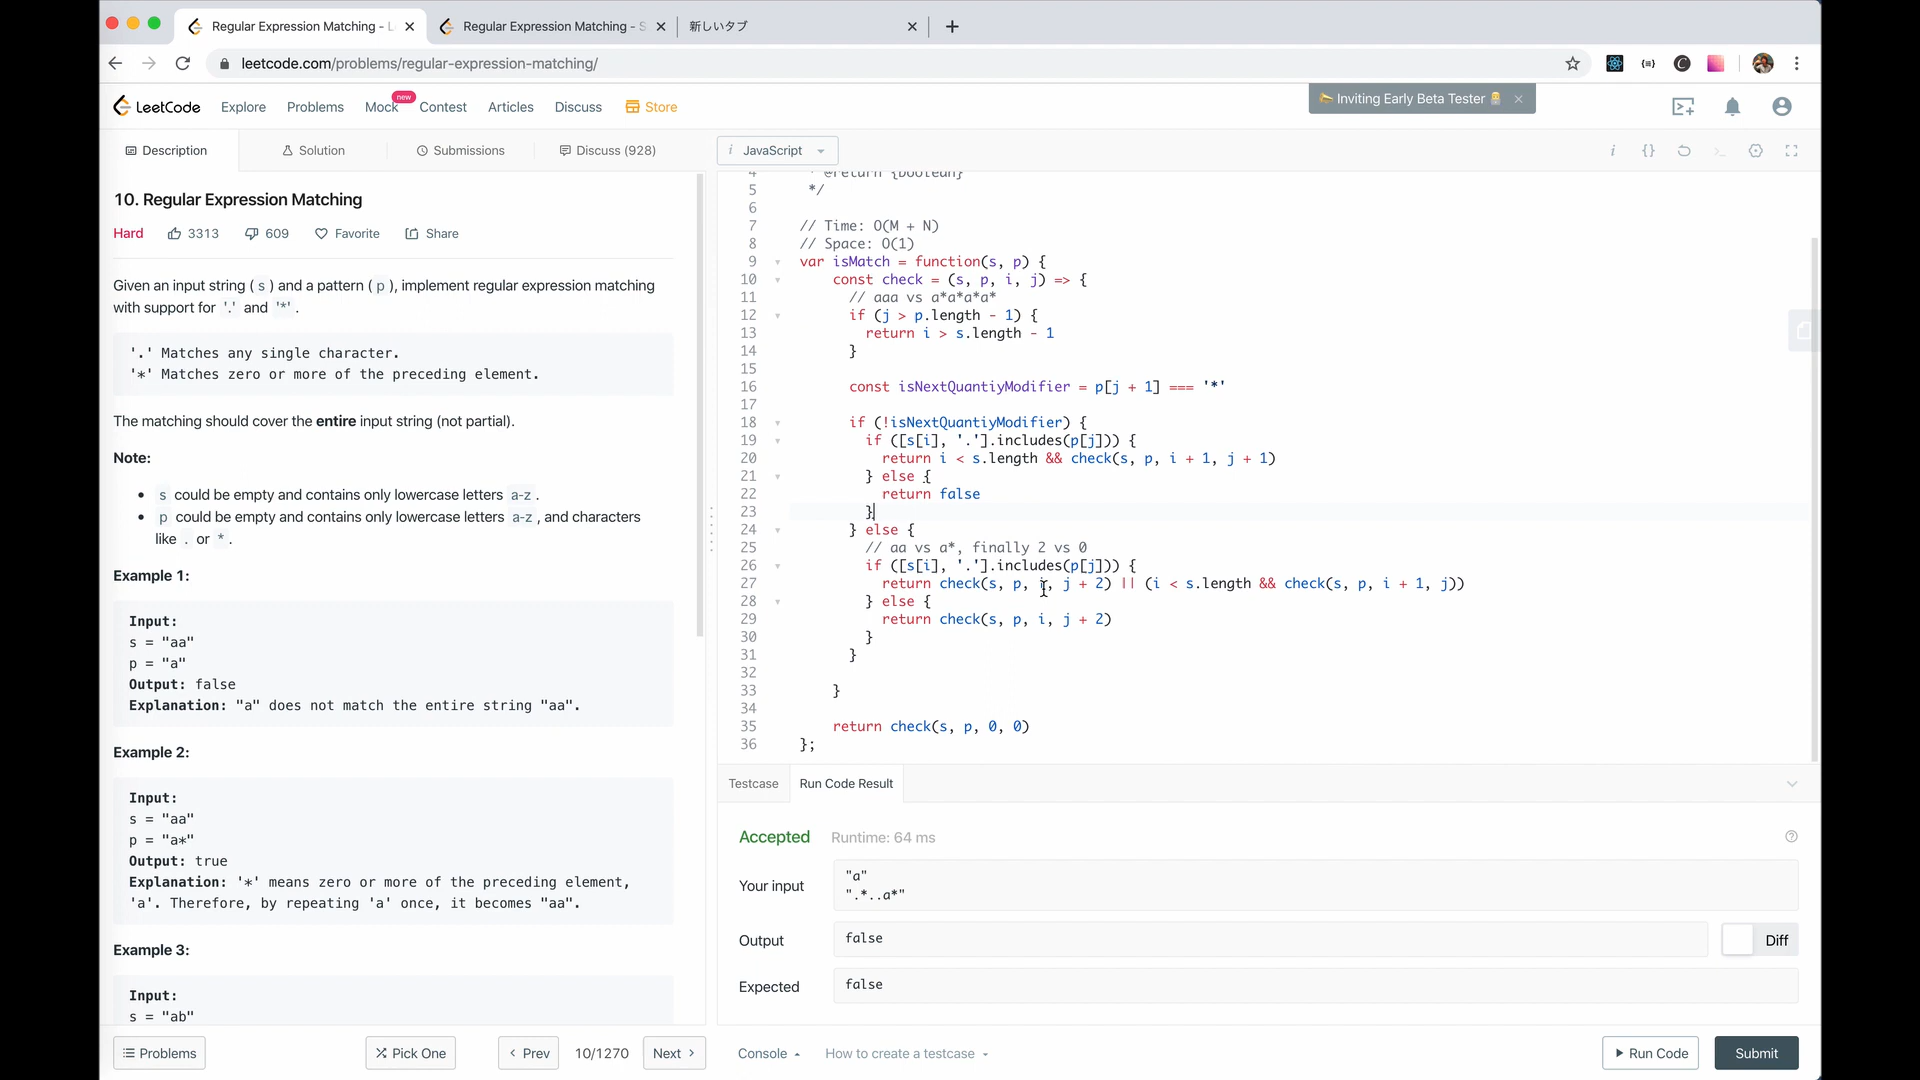 Regular Expression Matching - L
Regular Expression Matching - S
新しいタブ
leetcode.com/problems/regular-expression-matching/
LeetCode
Explore
Problems
Mock
new
Contest
Articles
Discuss
Store
Inviting Early Beta Tester
Description
Solution
Submissions
Discuss (928)
10. Regular Expression Matching
Hard
3313
609
Favorite
Share
Given an input string ( s ) and a pattern ( p ), implement regular expression matching
with support for '.' and '*' .
'.' Matches any single character.
'*' Matches zero or more of the preceding element.
The matching should cover the entire input string (not partial).
Note:
• s could be empty and contains only lowercase letters a-z .
• p could be empty and contains only lowercase letters a-z , and characters
like . or * .
Example 1:
Input:
s = "aa"
p = "a"
Output: false
Explanation: "a" does not match the entire string "aa".
Example 2:
Input:
s = "aa"
p = "a*"
Output: true
Explanation: '*' means zero or more of the preceding element,
'a'. Therefore, by repeating 'a' once, it becomes "aa".
Example 3:
Input:
s = "ab"
Problems
Pick One
Prev
10/1270
Next
i JavaScript
4 * @return {boolean}
5 */
6
7 // Time: O(M + N)
8 // Space: O(1)
9 var isMatch = function(s, p) {
10 const check = (s, p, i, j) => {
11 // aaa vs a*a*a*a*
12 if (j > p.length - 1) {
13 return i > s.length - 1
14 }
15
16 const isNextQuantiyModifier = p[j + 1] === '*'
17
18 if (!isNextQuantiyModifier) {
19 if ([s[i], '.'].includes(p[j])) {
20 return i < s.length && check(s, p, i + 1, j + 1)
21 } else {
22 return false
23 }
24 } else {
25 // aa vs a*, finally 2 vs 0
26 if ([s[i], '.'].includes(p[j])) {
27 return check(s, p, i, j + 2) || (i < s.length && check(s, p, i + 1, j))
28 } else {
29 return check(s, p, i, j + 2)
30 }
31 }
32
33 }
34
35 return check(s, p, 0, 0)
36 };
Testcase
Run Code Result
Accepted
Runtime: 64 ms
Your input
"a"
".*..a*"
Output
false
Diff
Expected
false
Console
How to create a testcase
Run Code
Submit